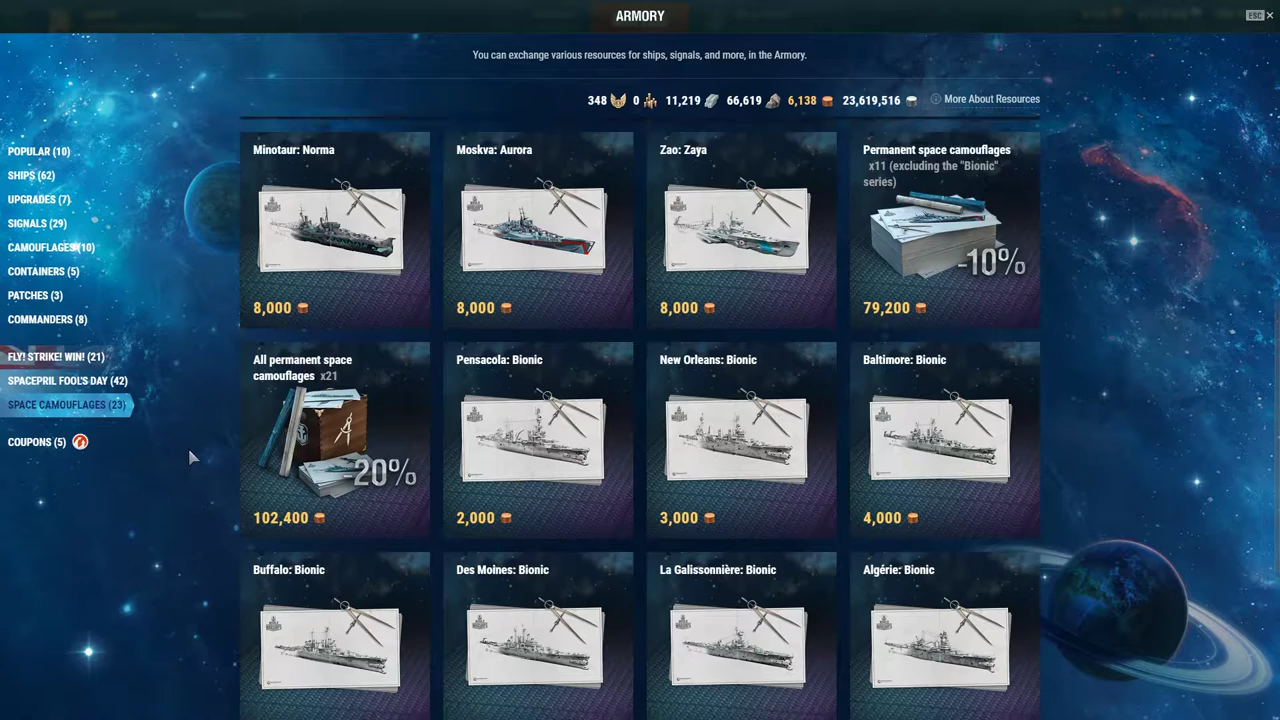 ARMORY
ESC
You can exchange various resources for ships, signals, and more, in the Armory.
348 0 11,219 66,619 6,138 23,619,516 More About Resources
POPULAR (10)
SHIPS (62)
UPGRADES (7)
SIGNALS (29)
CAMOUFLAGES (10)
CONTAINERS (5)
PATCHES (3)
COMMANDERS (8)
FLY! STRIKE! WIN! (21)
SPACEPRIL FOOL'S DAY (42)
SPACE CAMOUFLAGES (23)
COUPONS (5)
Minotaur: Norma
8,000
Moskva: Aurora
8,000
Zao: Zaya
8,000
Permanent space camouflages
x11 (excluding the "Bionic"
series)
-10%
79,200
All permanent space
camouflages x21
-20%
102,400
Pensacola: Bionic
2,000
New Orleans: Bionic
3,000
Baltimore: Bionic
4,000
Buffalo: Bionic
Des Moines: Bionic
La Galissonnière: Bionic
Algérie: Bionic